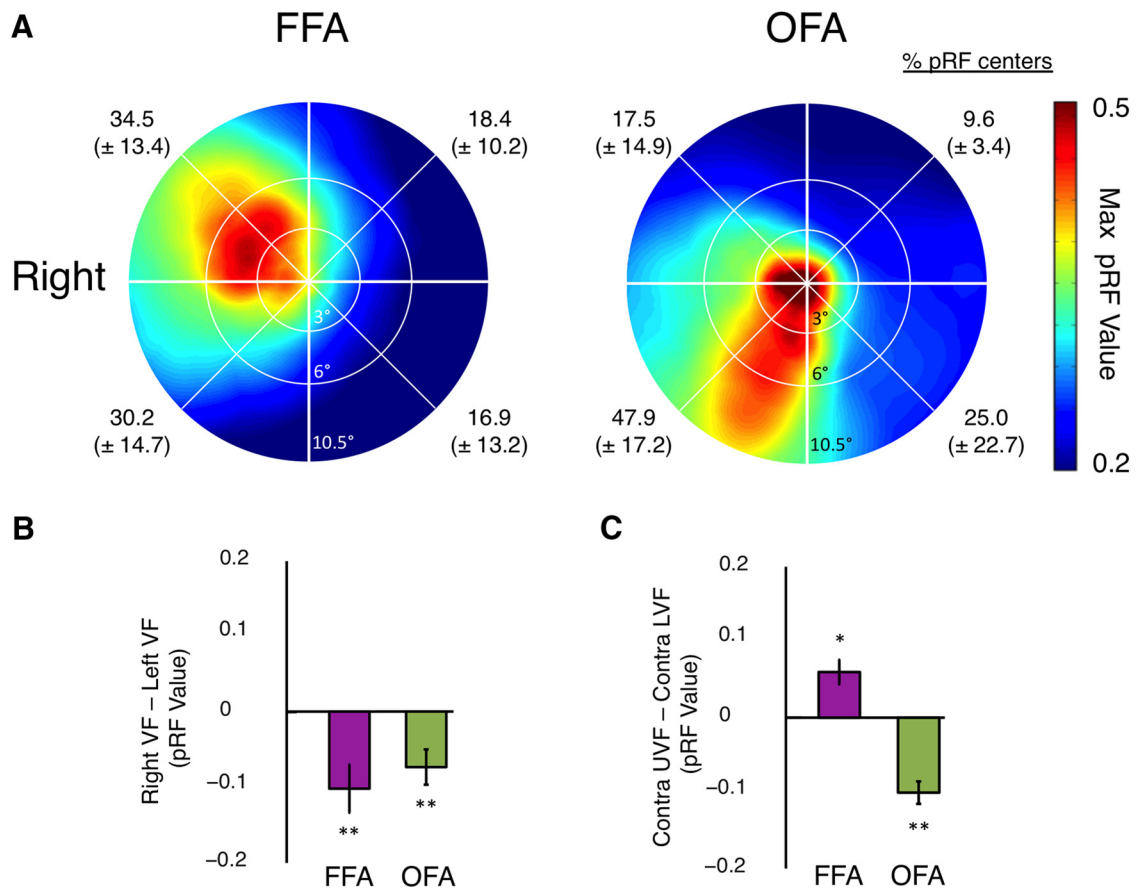 A
FFA
OFA
% pRF centers
34.5
(± 13.4)
18.4
(± 10.2)
17.5
(± 14.9)
9.6
(± 3.4)
0.5
Right
3°
6°
10.5°
3°
6°
10.5°
Max pRF Value
30.2
(± 14.7)
16.9
(± 13.2)
47.9
(± 17.2)
25.0
(± 22.7)
0.2
B
Right VF – Left VF
(pRF Value)
0.2
0.1
0
–0.1
–0.2
**
**
FFA
OFA
C
Contra UVF – Contra LVF
(pRF Value)
0.2
0.1
0
–0.1
–0.2
*
**
FFA
OFA